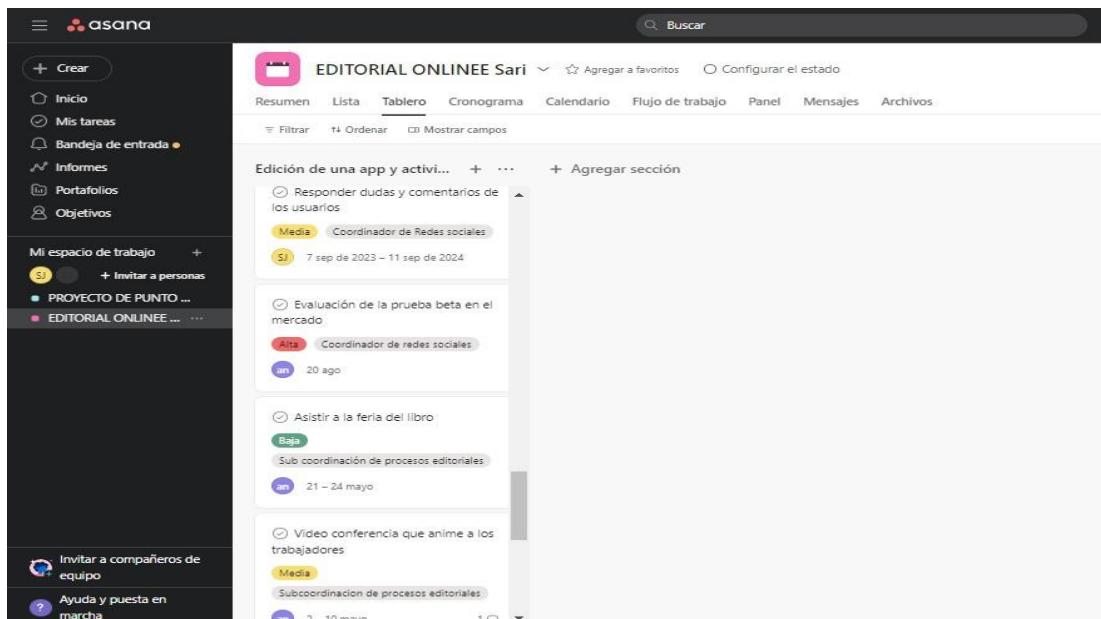 asana
Buscar
+ Crear
Inicio
Mis tareas
Bandeja de entrada
Informes
Portafolios
Objetivos
Mi espacio de trabajo +
SJ + Invitar a personas
PROYECTO DE PUNTO ...
EDITORIAL ONLINEE ... ...
Invitar a compañeros de
equipo
? Ayuda y puesta en
marcha
EDITORIAL ONLINEE Sari Agregar a favoritos Configurar el estado
Resumen Lista Tablero Cronograma Calendario Flujo de trabajo Panel Mensajes Archivos
Filtrar Ordenar Mostrar campos
Edición de una app y activi... + ... + Agregar sección
Responder dudas y comentarios de
los usuarios
Media Coordinador de Redes sociales
SJ 7 sep de 2023 – 11 sep de 2024
Evaluación de la prueba beta en el
mercado
Alta Coordinador de redes sociales
an 20 ago
Asistir a la feria del libro
Baja
Sub coordinación de procesos editoriales
an 21 – 24 mayo
Video conferencia que anime a los
trabajadores
Media
Subcoordinacion de procesos editoriales
an 2 – 10 mayo 1